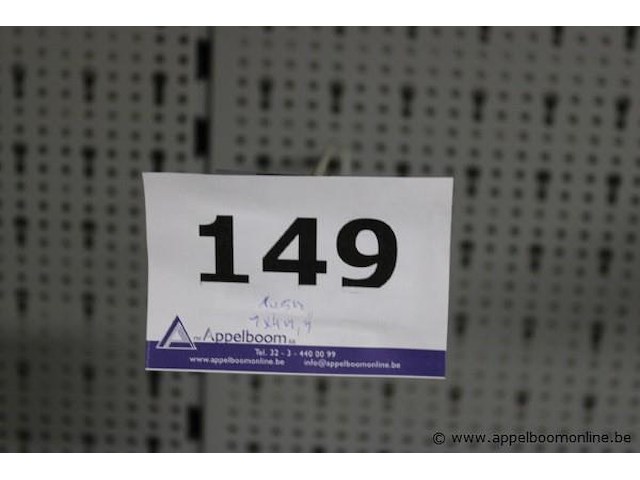 149
Appelboom
Tel. 32 - 3 - 440 00 99
www.appelboomonline.be info@appelboomonline.be
© www.appelboomonline.be